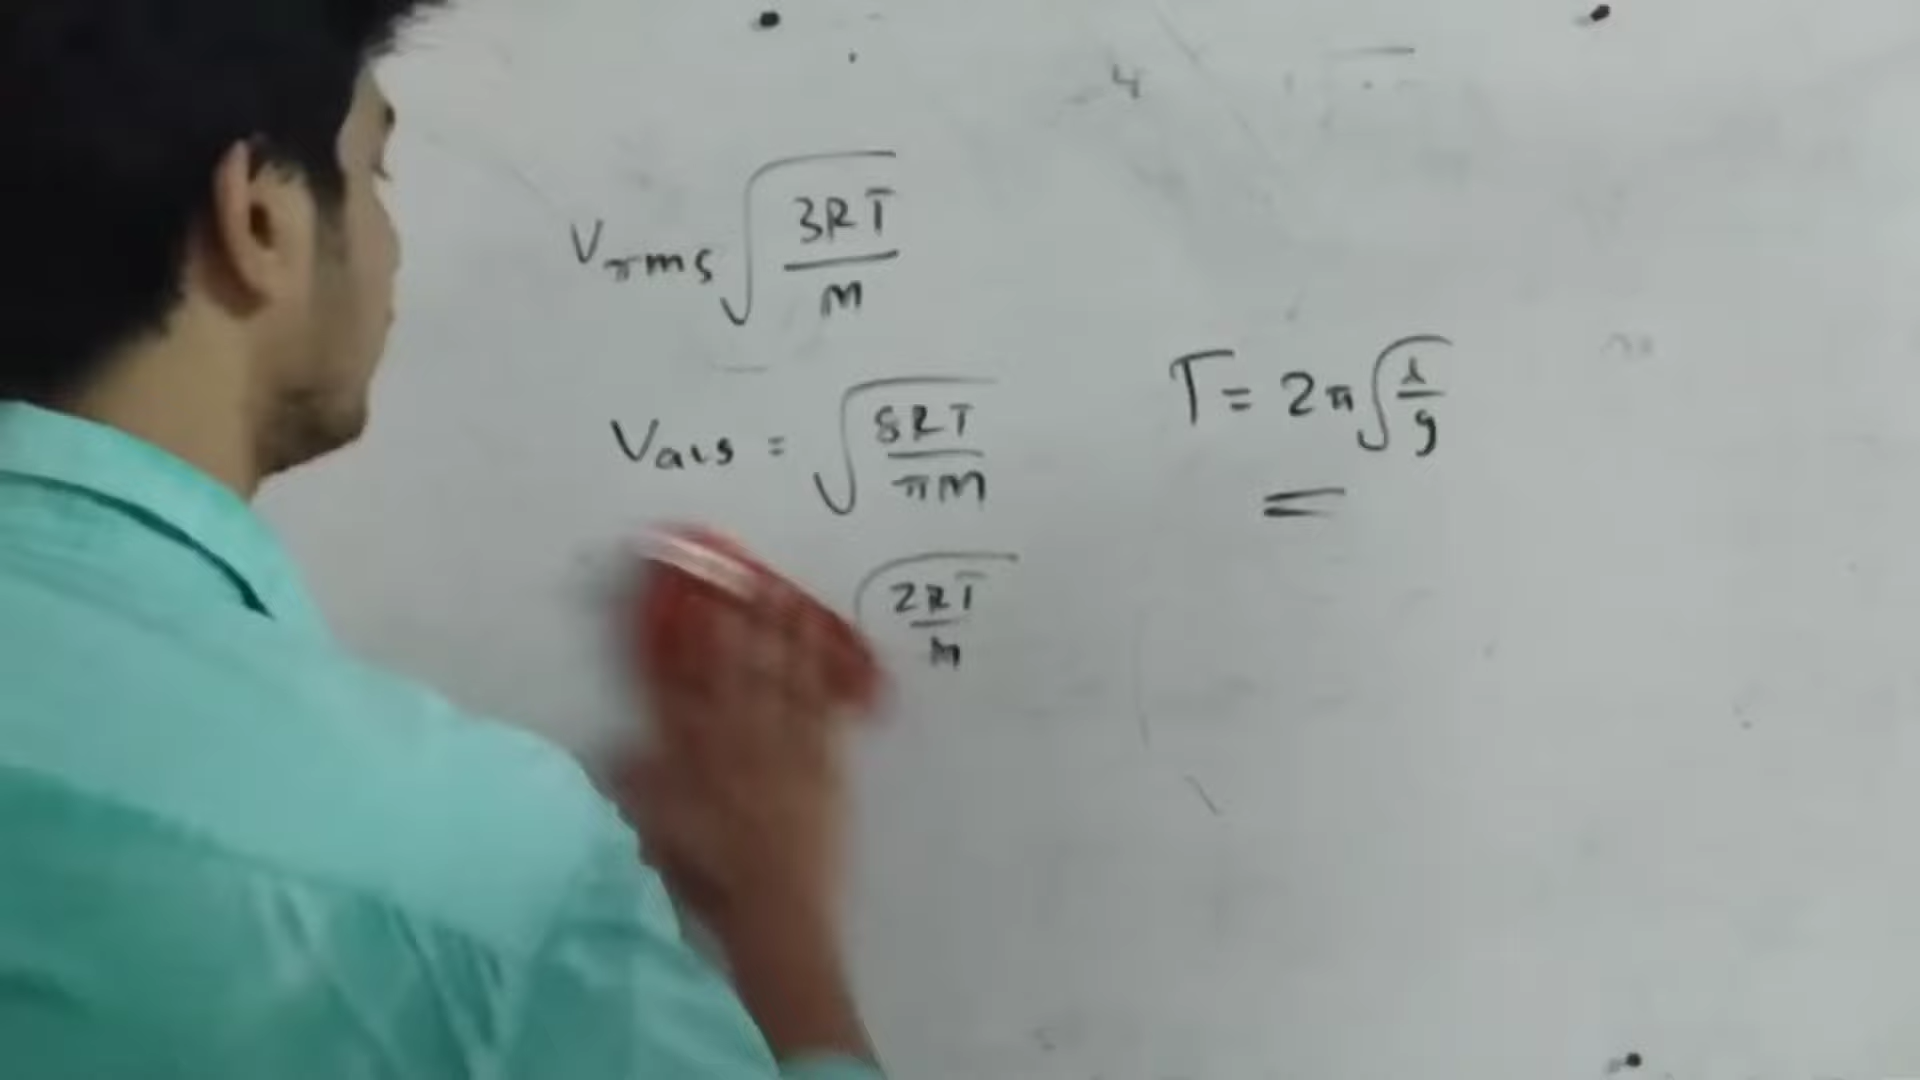 Vrms √(3RT/M)
Vavg = √(8RT/πM)
√(2RT/M)
T = 2π√(l/g)